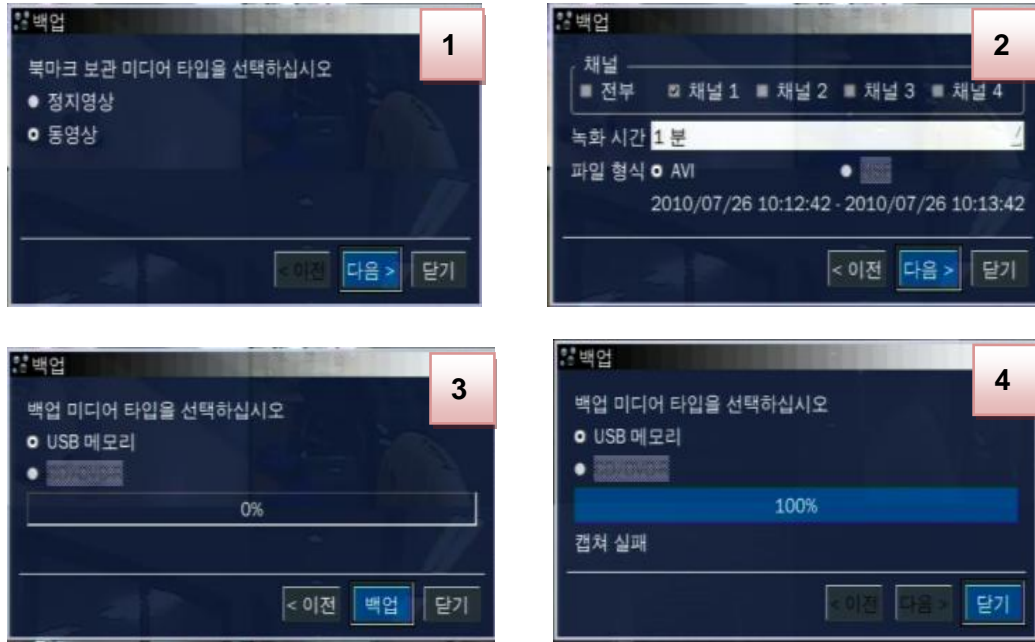 백업
1
북마크 보관 미디어 타입을 선택하십시오
정지영상
동영상
< 이전 다음 > 닫기
백업
2
채널
전부 채널 1 채널 2 채널 3 채널 4
녹화 시간 1 분
파일 형식 AVI
2010/07/26 10:12:42 - 2010/07/26 10:13:42
< 이전 다음 > 닫기
백업
3
백업 미디어 타입을 선택하십시오
USB 메모리
0%
< 이전 백업 닫기
백업
4
백업 미디어 타입을 선택하십시오
USB 메모리
100%
캡쳐 실패
< 이전 다음 > 닫기